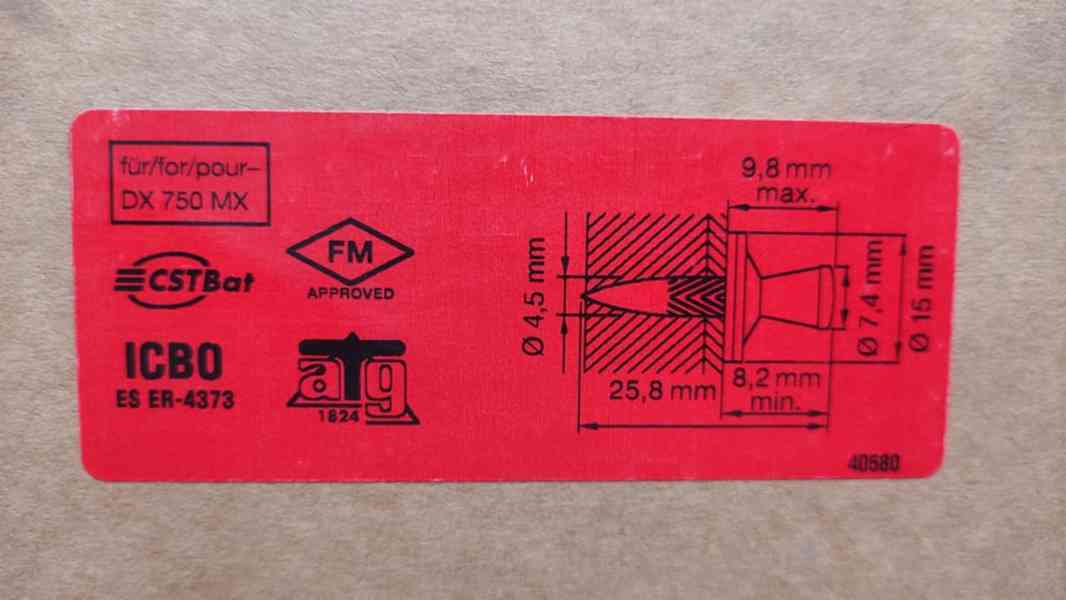 für/for/pour-
DX 750 MX
CSTBat
FM
APPROVED
ICBO
ES ER-4373
atg
1824
9,8 mm
max.
Ø 4,5 mm
Ø 7,4 mm
Ø 15 mm
25,8 mm
8,2 mm
min.
40580